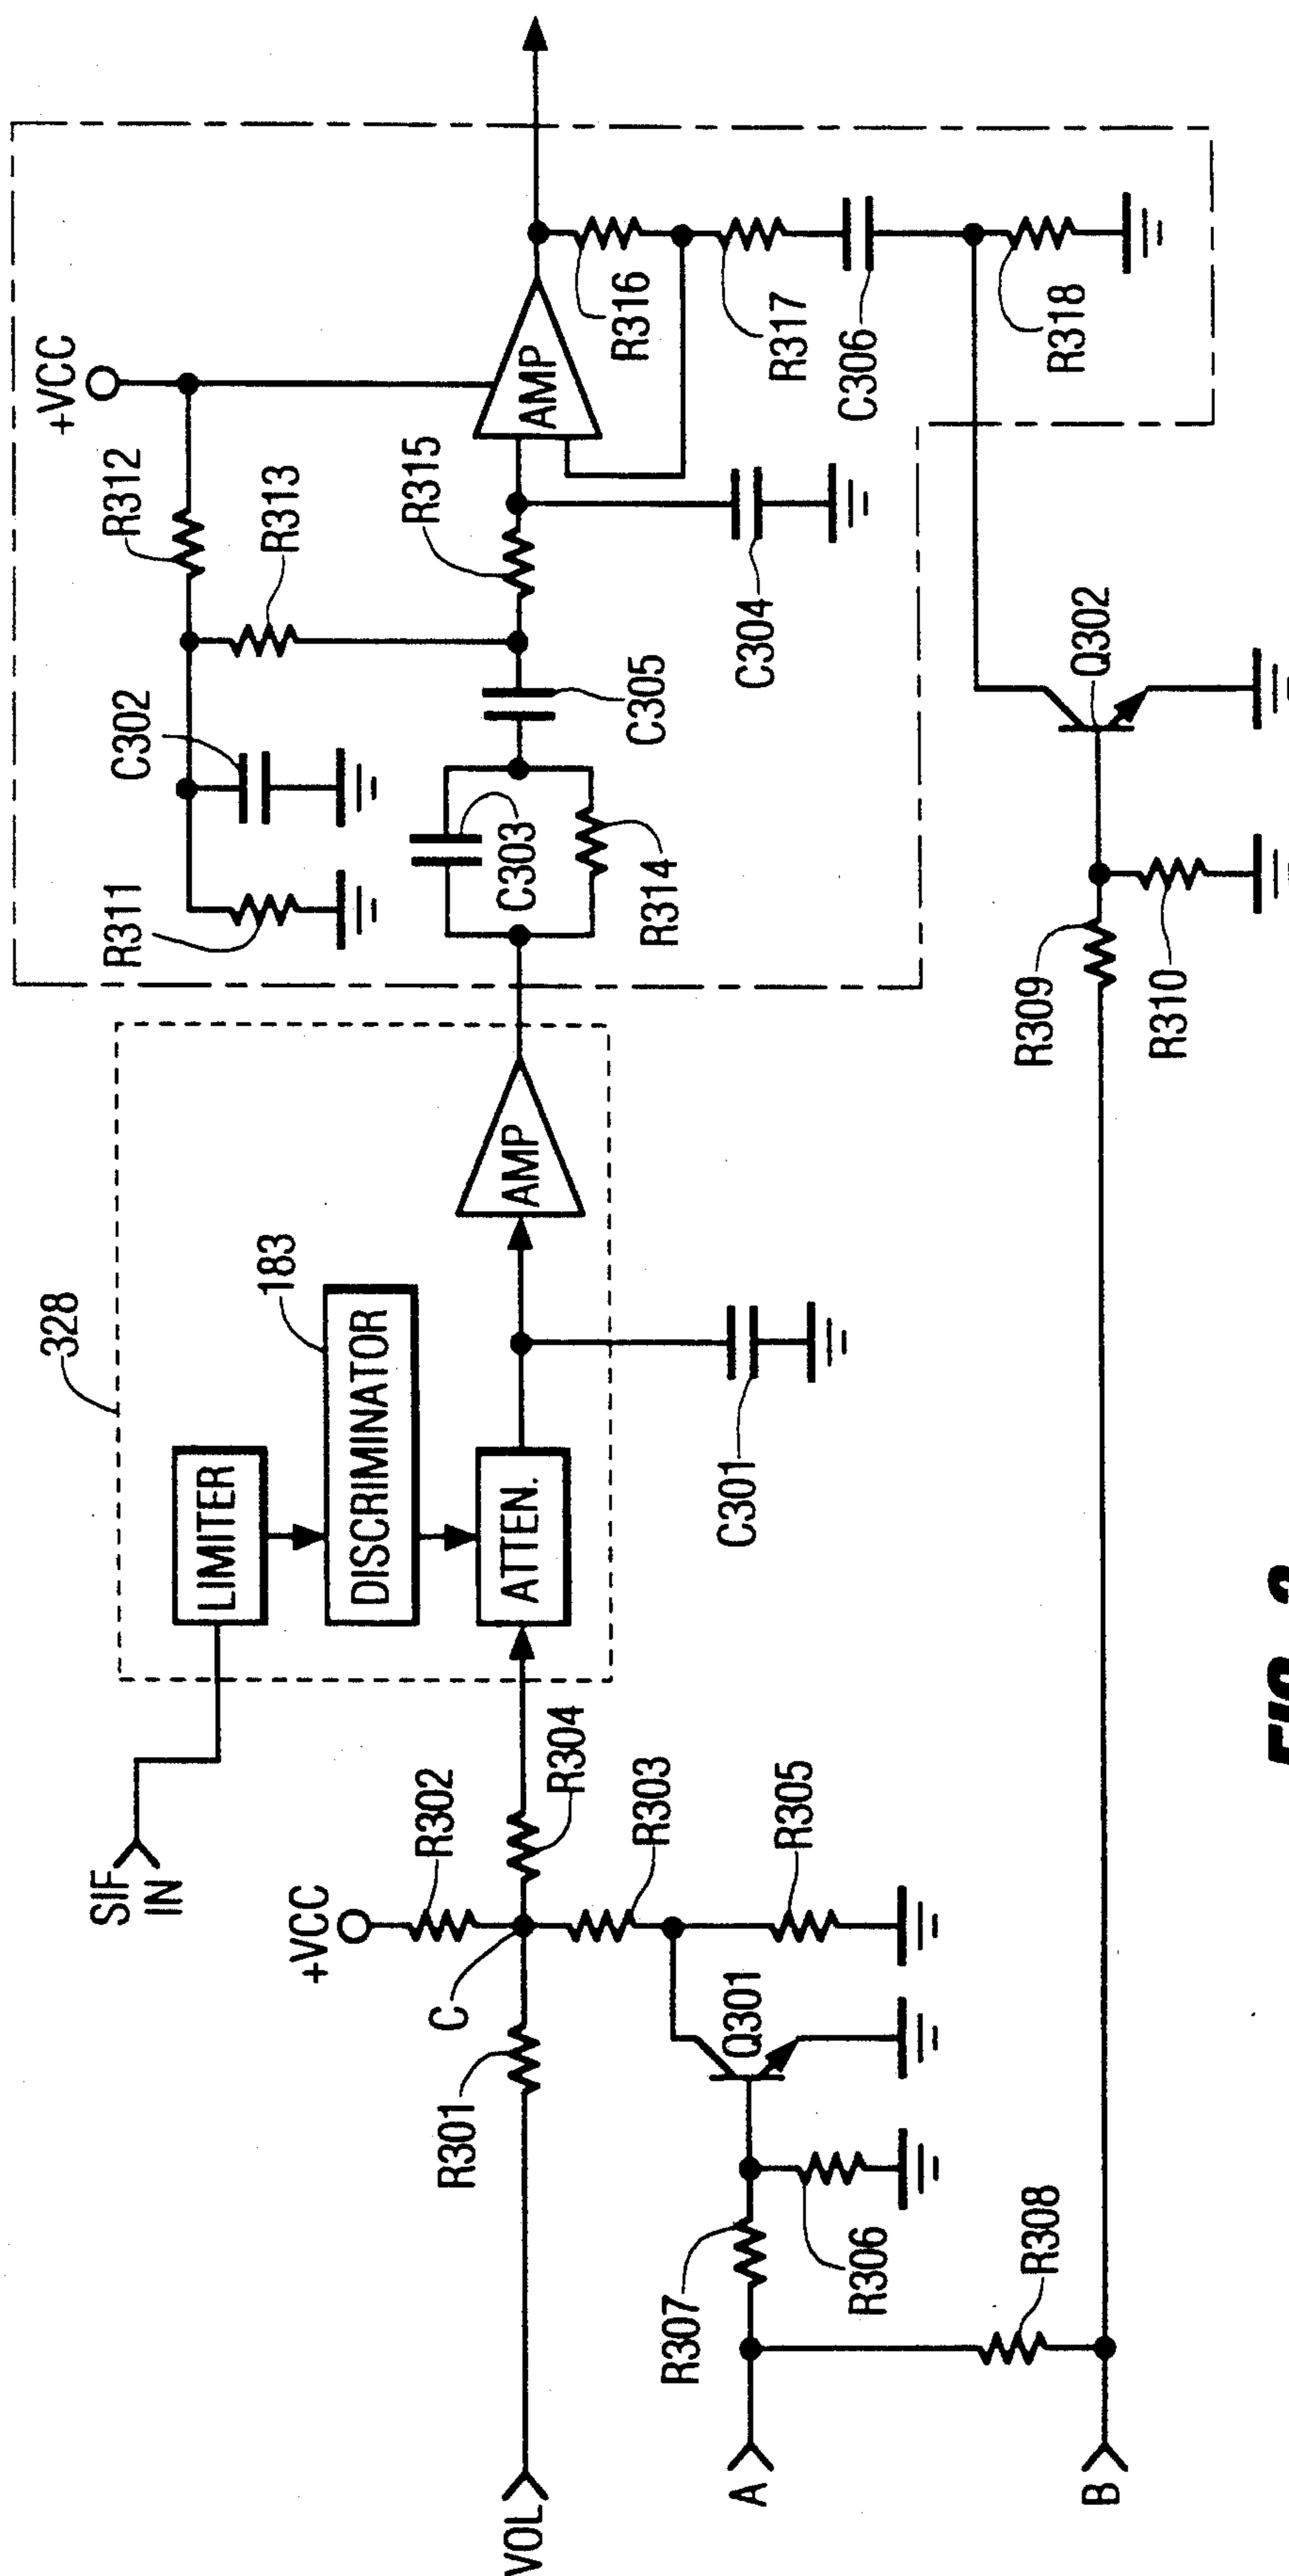 +VCC
R312
R313
C302
R311
R315
AMP
R316
R317
C306
R318
C304
C305
C303
R314
Q302
R309
R310
328
183
LIMITER
DISCRIMINATOR
ATTEN.
AMP
C301
SIF
IN
+VCC
R302
C
R304
R301
R303
R305
Q301
R307
R306
R308
VOL
A
B